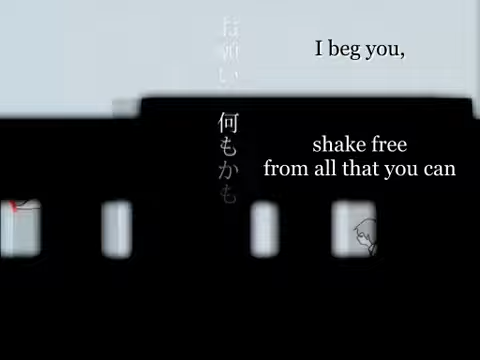 お願い 何もかも
I beg you,
shake free
from all that you can